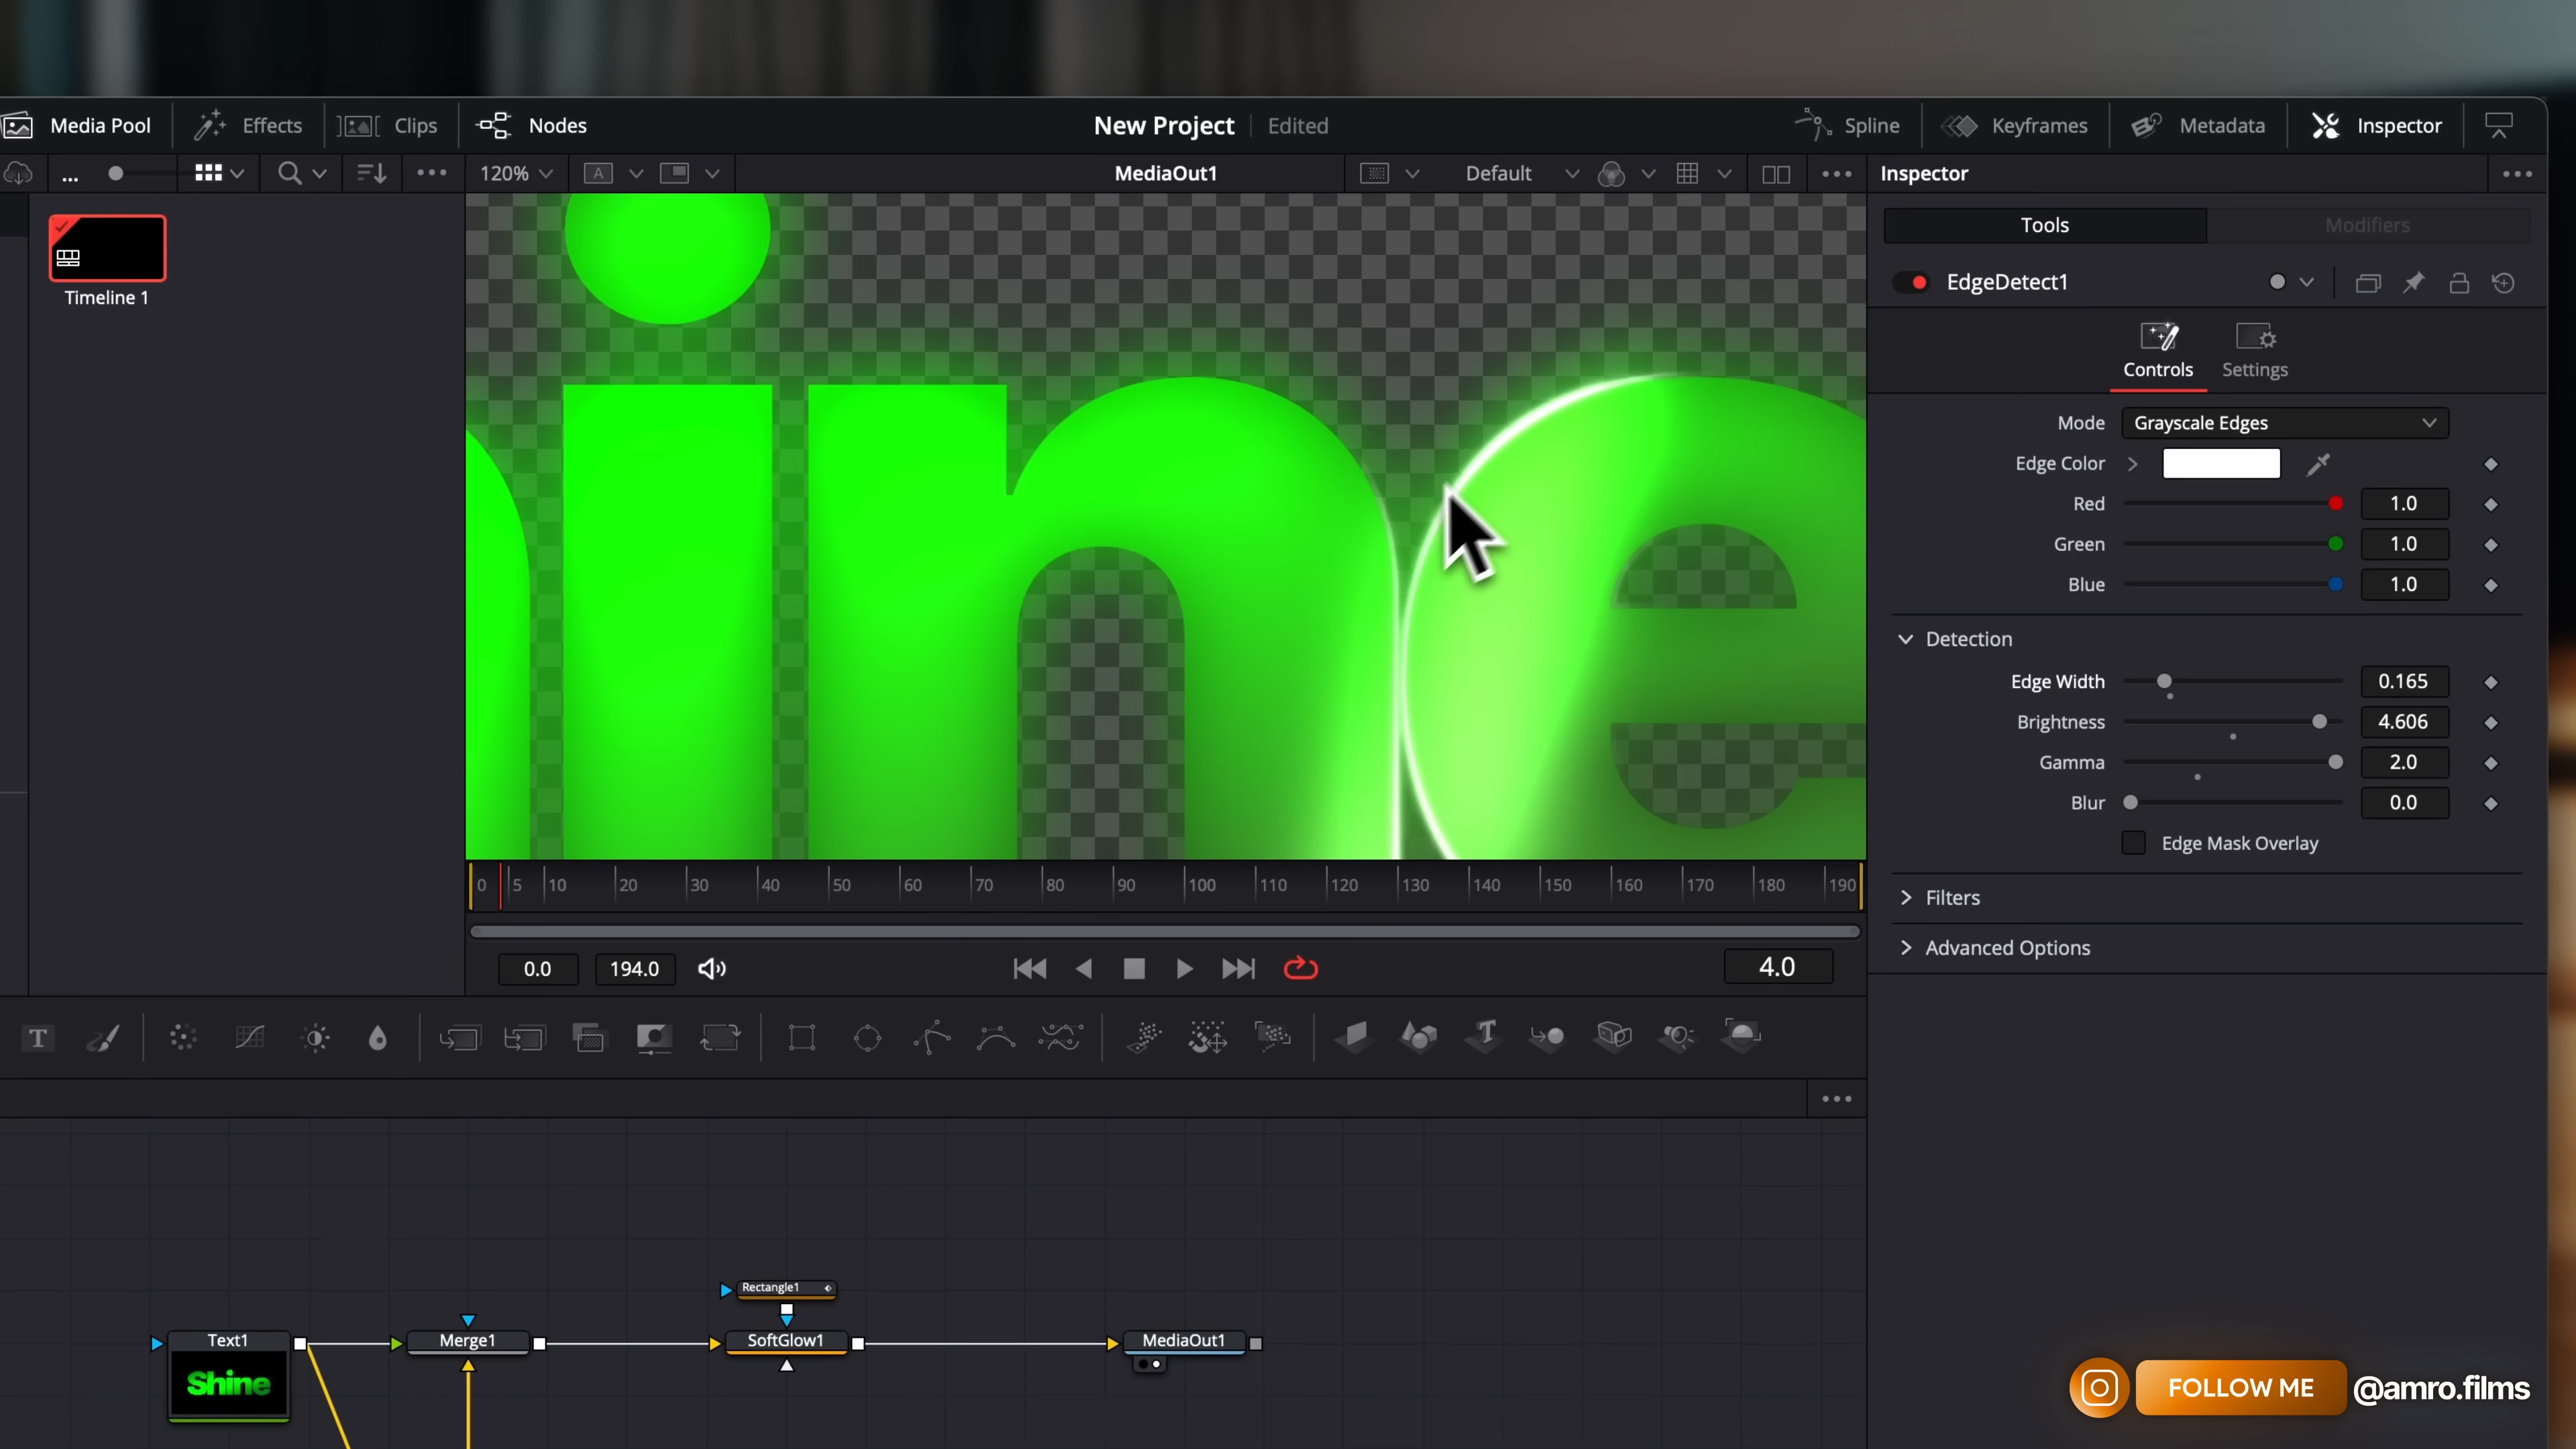 Media Pool
Effects
Clips
Nodes
New Project
Edited
Spline
Keyframes
Metadata
Inspector
...
120%
A
MediaOut1
Default
Inspector
Timeline 1
ine
Tools
Modifiers
EdgeDetect1
Controls
Settings
Mode
Grayscale Edges
Edge Color
Red
1.0
Green
1.0
Blue
1.0
Detection
Edge Width
0.165
Brightness
4.606
Gamma
2.0
Blur
0.0
Edge Mask Overlay
Filters
Advanced Options
0 5 10 20 30 40 50 60 70 80 90 100 110 120 130 140 150 160 170 180 190
0.0
194.0
4.0
T
Rectangle1
Text1
Merge1
SoftGlow1
MediaOut1
Shine
FOLLOW ME
@amro.films